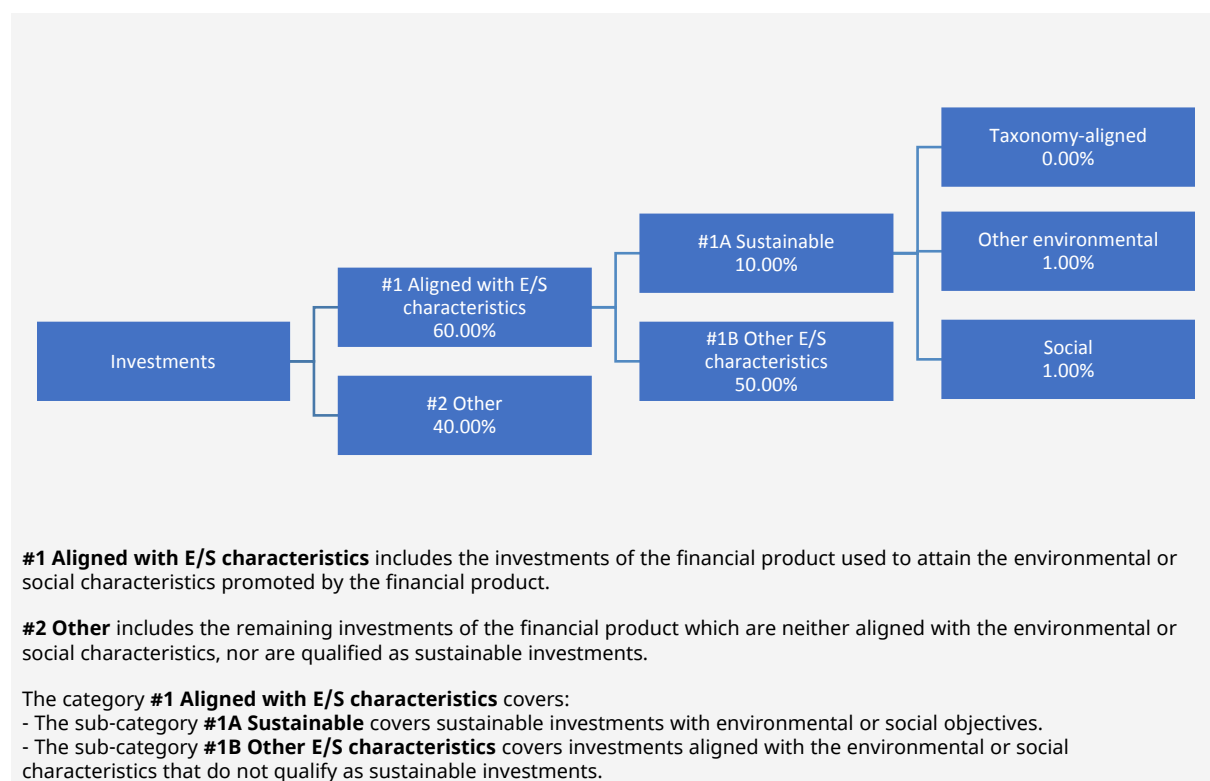 Investments
#1 Aligned with E/S
characteristics
60.00%
#2 Other
40.00%
#1A Sustainable
10.00%
#1B Other E/S
characteristics
50.00%
Taxonomy-aligned
0.00%
Other environmental
1.00%
Social
1.00%
#1 Aligned with E/S characteristics includes the investments of the financial product used to attain the environmental or
social characteristics promoted by the financial product.
#2 Other includes the remaining investments of the financial product which are neither aligned with the environmental or
social characteristics, nor are qualified as sustainable investments.
The category #1 Aligned with E/S characteristics covers:
- The sub-category #1A Sustainable covers sustainable investments with environmental or social objectives.
- The sub-category #1B Other E/S characteristics covers investments aligned with the environmental or social
characteristics that do not qualify as sustainable investments.